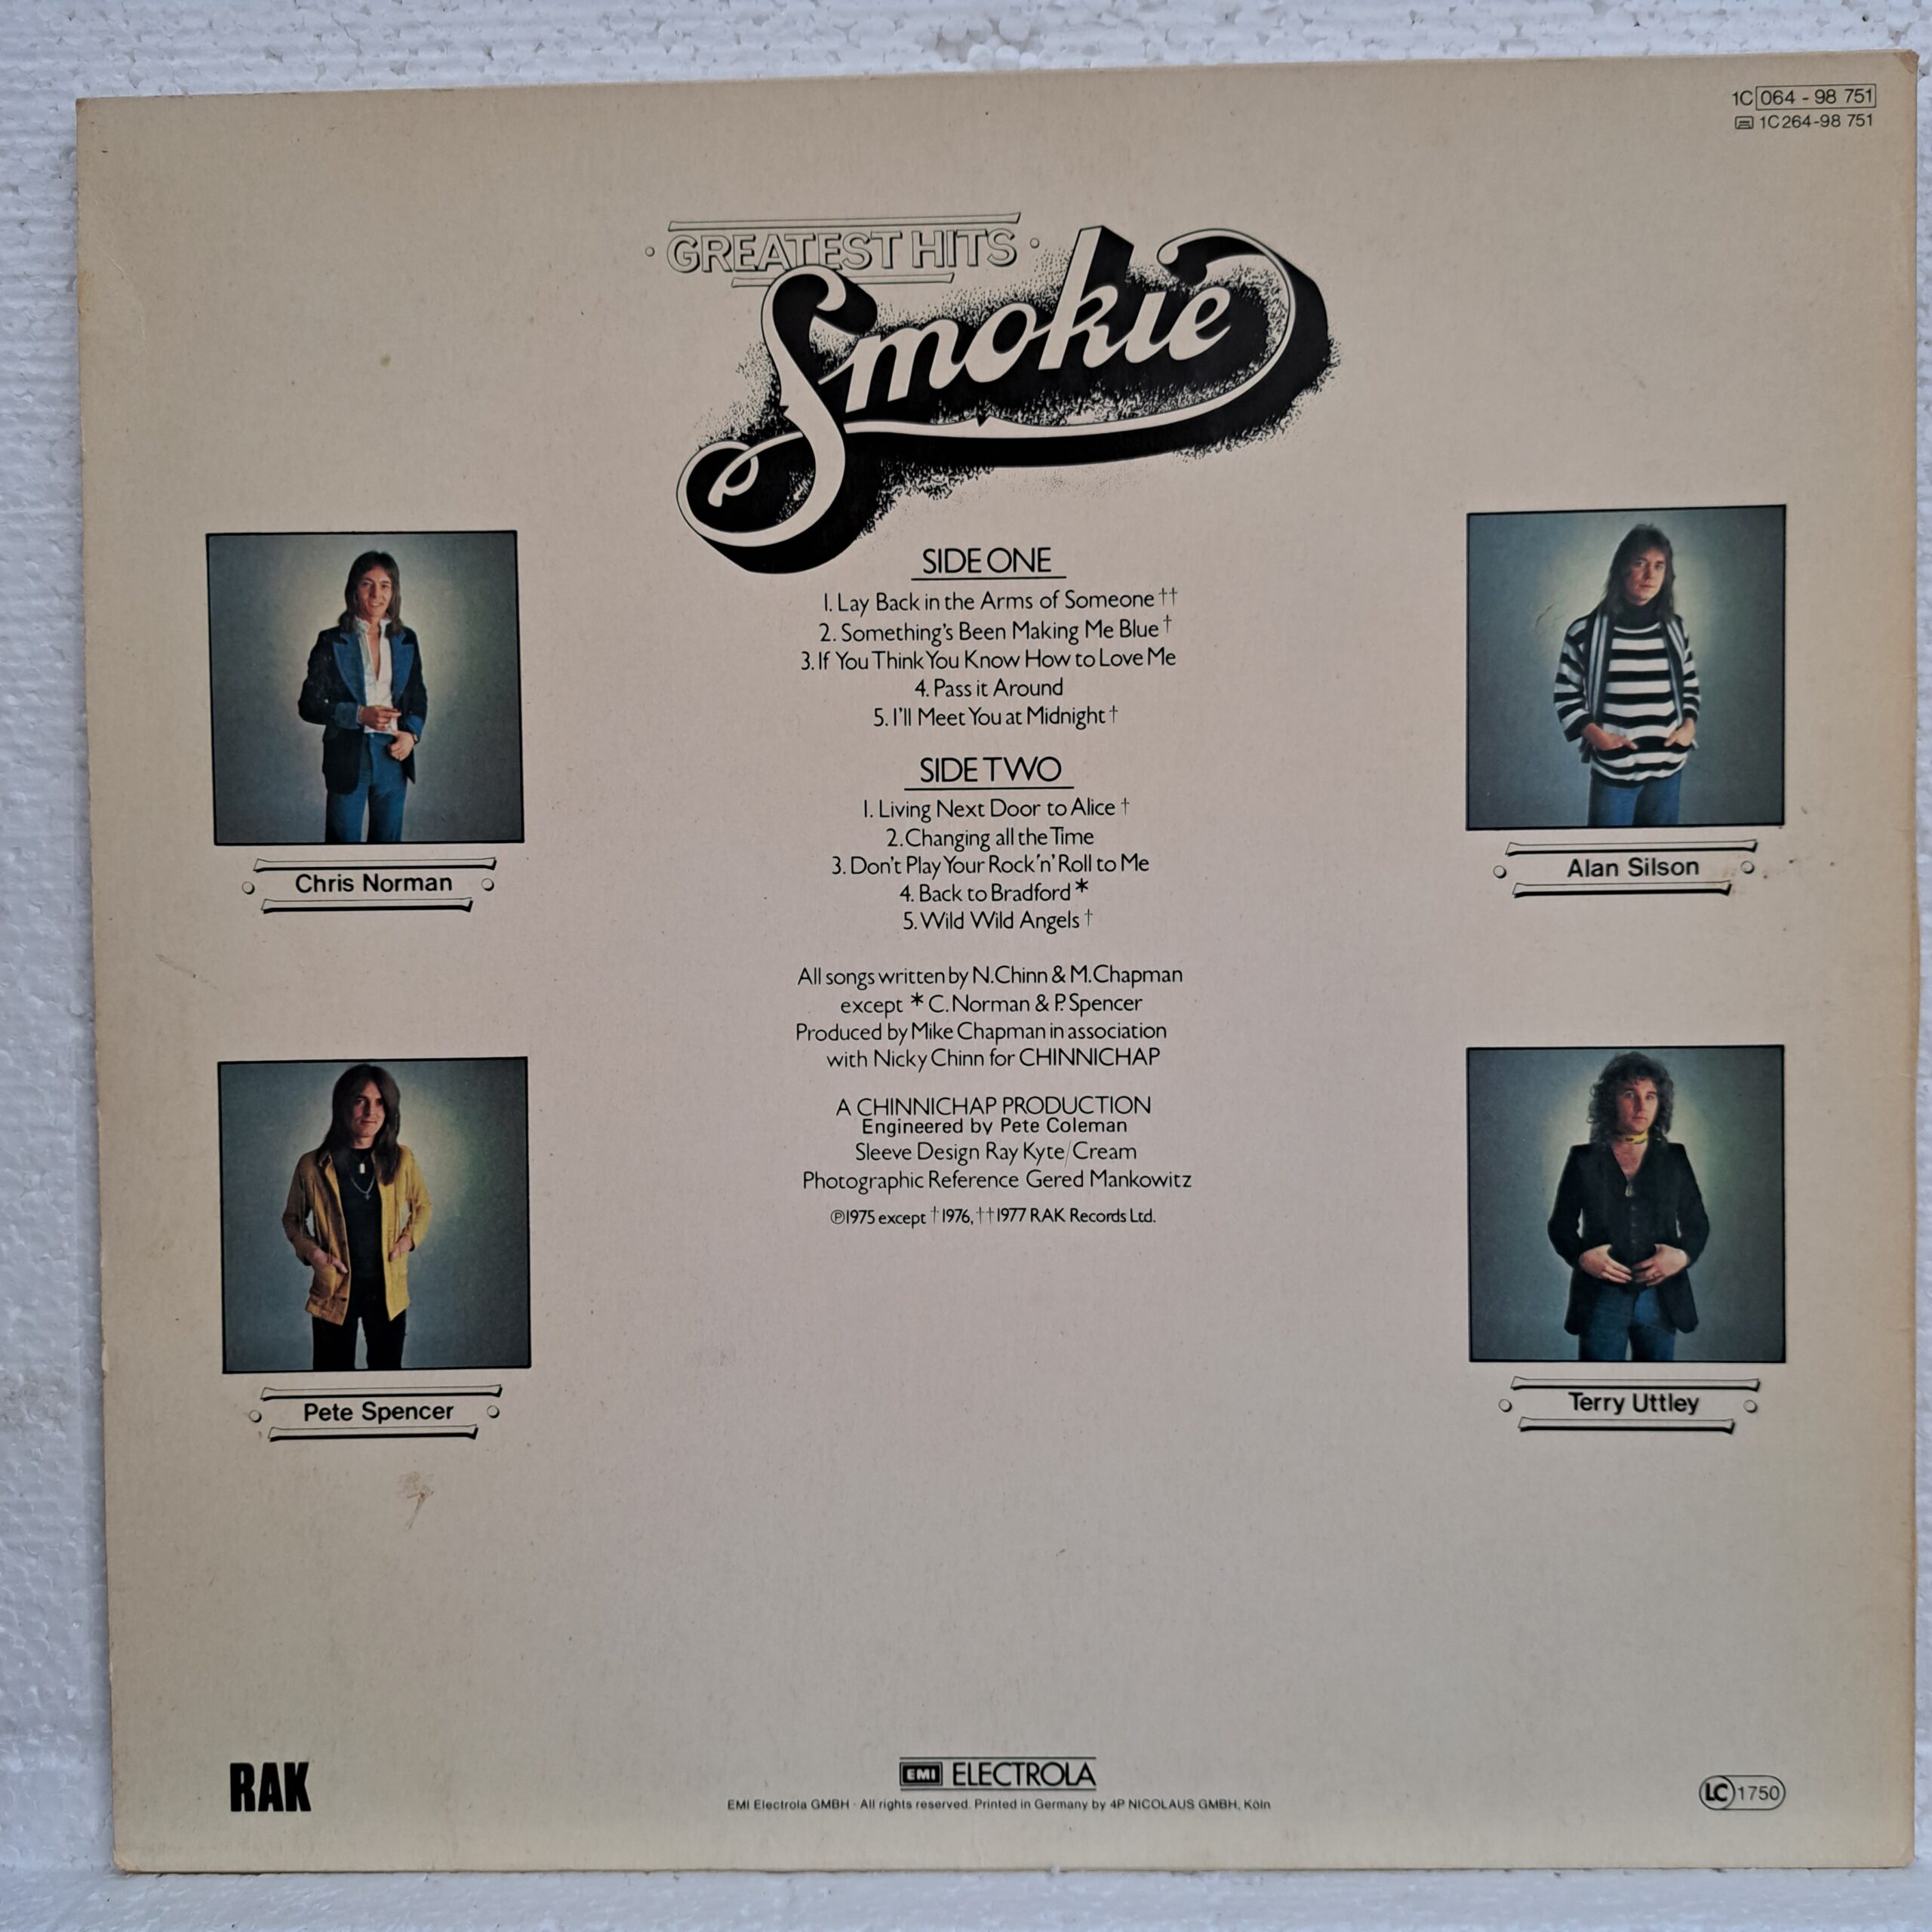 1C 064 - 98 751
1C 264-98 751
GREATEST HITS
Smokie
SIDE ONE
1. Lay Back in the Arms of Someone ††
2. Something's Been Making Me Blue †
3. If You Think You Know How to Love Me
4. Pass it Around
5. I'll Meet You at Midnight †
SIDE TWO
1. Living Next Door to Alice †
2. Changing all the Time
3. Don't Play Your Rock 'n' Roll to Me
4. Back to Bradford *
5. Wild Wild Angels †
All songs written by N.Chinn & M.Chapman
except * C.Norman & P.Spencer
Produced by Mike Chapman in association
with Nicky Chinn for CHINNICHAP
A CHINNICHAP PRODUCTION
Engineered by Pete Coleman
Sleeve Design Ray Kyte/Cream
Photographic Reference Gered Mankowitz
℗1975 except †1976, ††1977 RAK Records Ltd.
Chris Norman
Alan Silson
Pete Spencer
Terry Uttley
RAK
EMI ELECTROLA
EMI Electrola GMBH · All rights reserved. Printed in Germany by 4P NICOLAUS GMBH, Köln
LC 1750